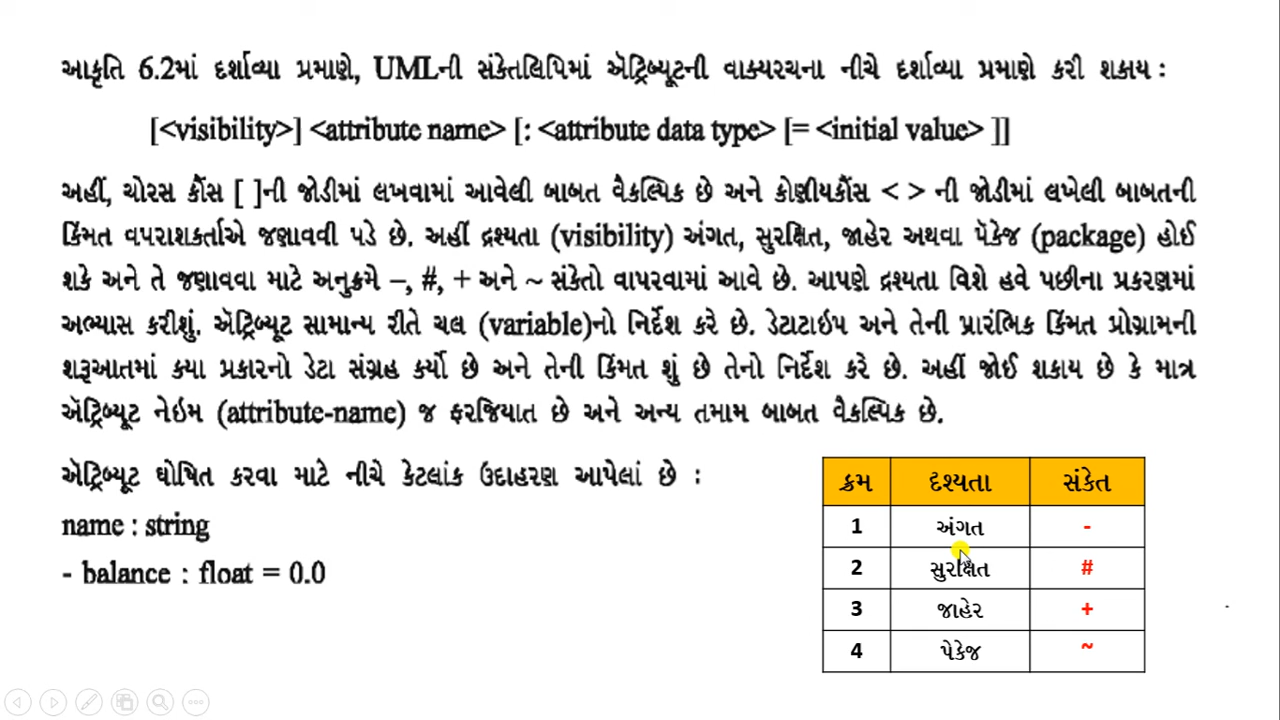 આકૃતિ 6.2માં દર્શાવ્યા પ્રમાણે, UMLની સંકેતલિપિમાં ઍટ્રિબ્યૂટની વાક્યરચના નીચે દર્શાવ્યા પ્રમાણે કરી શકાય :
[<visibility>] <attribute name> [: <attribute data type> [= <initial value> ]]
અહીં, ચોરસ કૌંસ [ ]ની જોડીમાં લખવામાં આવેલી બાબત વૈકલ્પિક છે અને કોણીયકૌંસ < > ની જોડીમાં લખેલી બાબતની
કિંમત વપરાશકર્તાએ જણાવવી પડે છે. અહીં દ્રશ્યતા (visibility) અંગત, સુરક્ષિત, જાહેર અથવા પૅકેજ (package) હોઈ
શકે અને તે જણાવવા માટે અનુક્રમે –, #, + અને ~ સંકેતો વાપરવામાં આવે છે. આપણે દ્રશ્યતા વિશે હવે પછીના પ્રકરણમાં
અભ્યાસ કરીશું. ઍટ્રિબ્યૂટ સામાન્ય રીતે ચલ (variable)નો નિર્દેશ કરે છે. ડેટાટાઇપ અને તેની પ્રારંભિક કિંમત પ્રોગ્રામની
શરૂઆતમાં ક્યા પ્રકારનો ડેટા સંગ્રહ કર્યો છે અને તેની કિંમત શું છે તેનો નિર્દેશ કરે છે. અહીં જોઈ શકાય છે કે માત્ર
ઍટ્રિબ્યૂટ નેઇમ (attribute-name) જ ફરજિયાત છે અને અન્ય તમામ બાબત વૈકલ્પિક છે.
ઍટ્રિબ્યૂટ ઘોષિત કરવા માટે નીચે કેટલાંક ઉદાહરણ આપેલાં છે :
name : string
- balance : float = 0.0
ક્રમ દૃશ્યતા સંકેત
1 અંગત -
2 સુરક્ષિત #
3 જાહેર +
4 પેકેજ ~